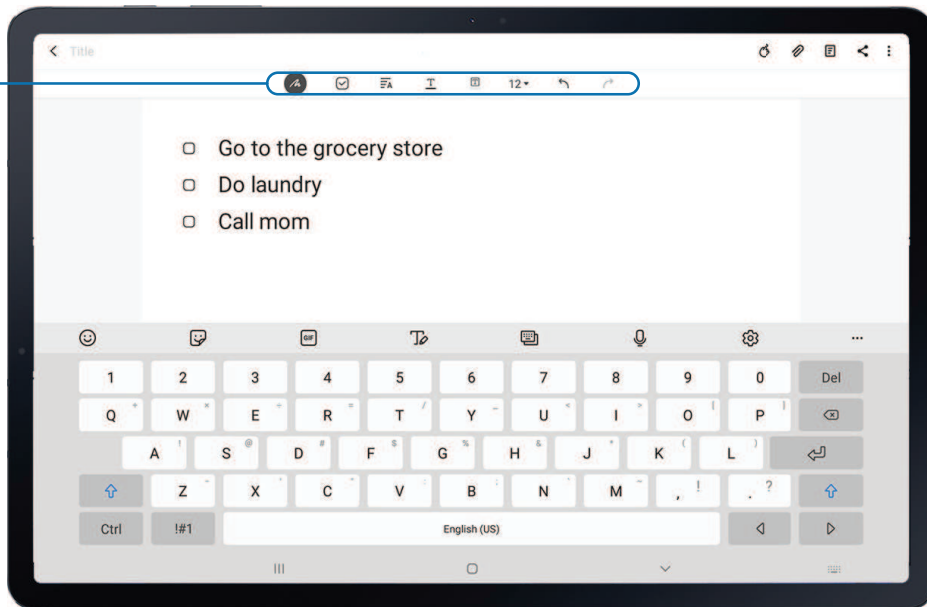 Title
12
Go to the grocery store
Do laundry
Call mom
GIF
1 2 3 4 5 6 7 8 9 0 Del
Q + W × E ÷ R = T / Y _ U < I > O [ P ]
A ! S @ D # F $ G % H & J * K ( L )
Z - X ' C " V : B ; N , M ~ , ! . ?
Ctrl !#1 English (US)